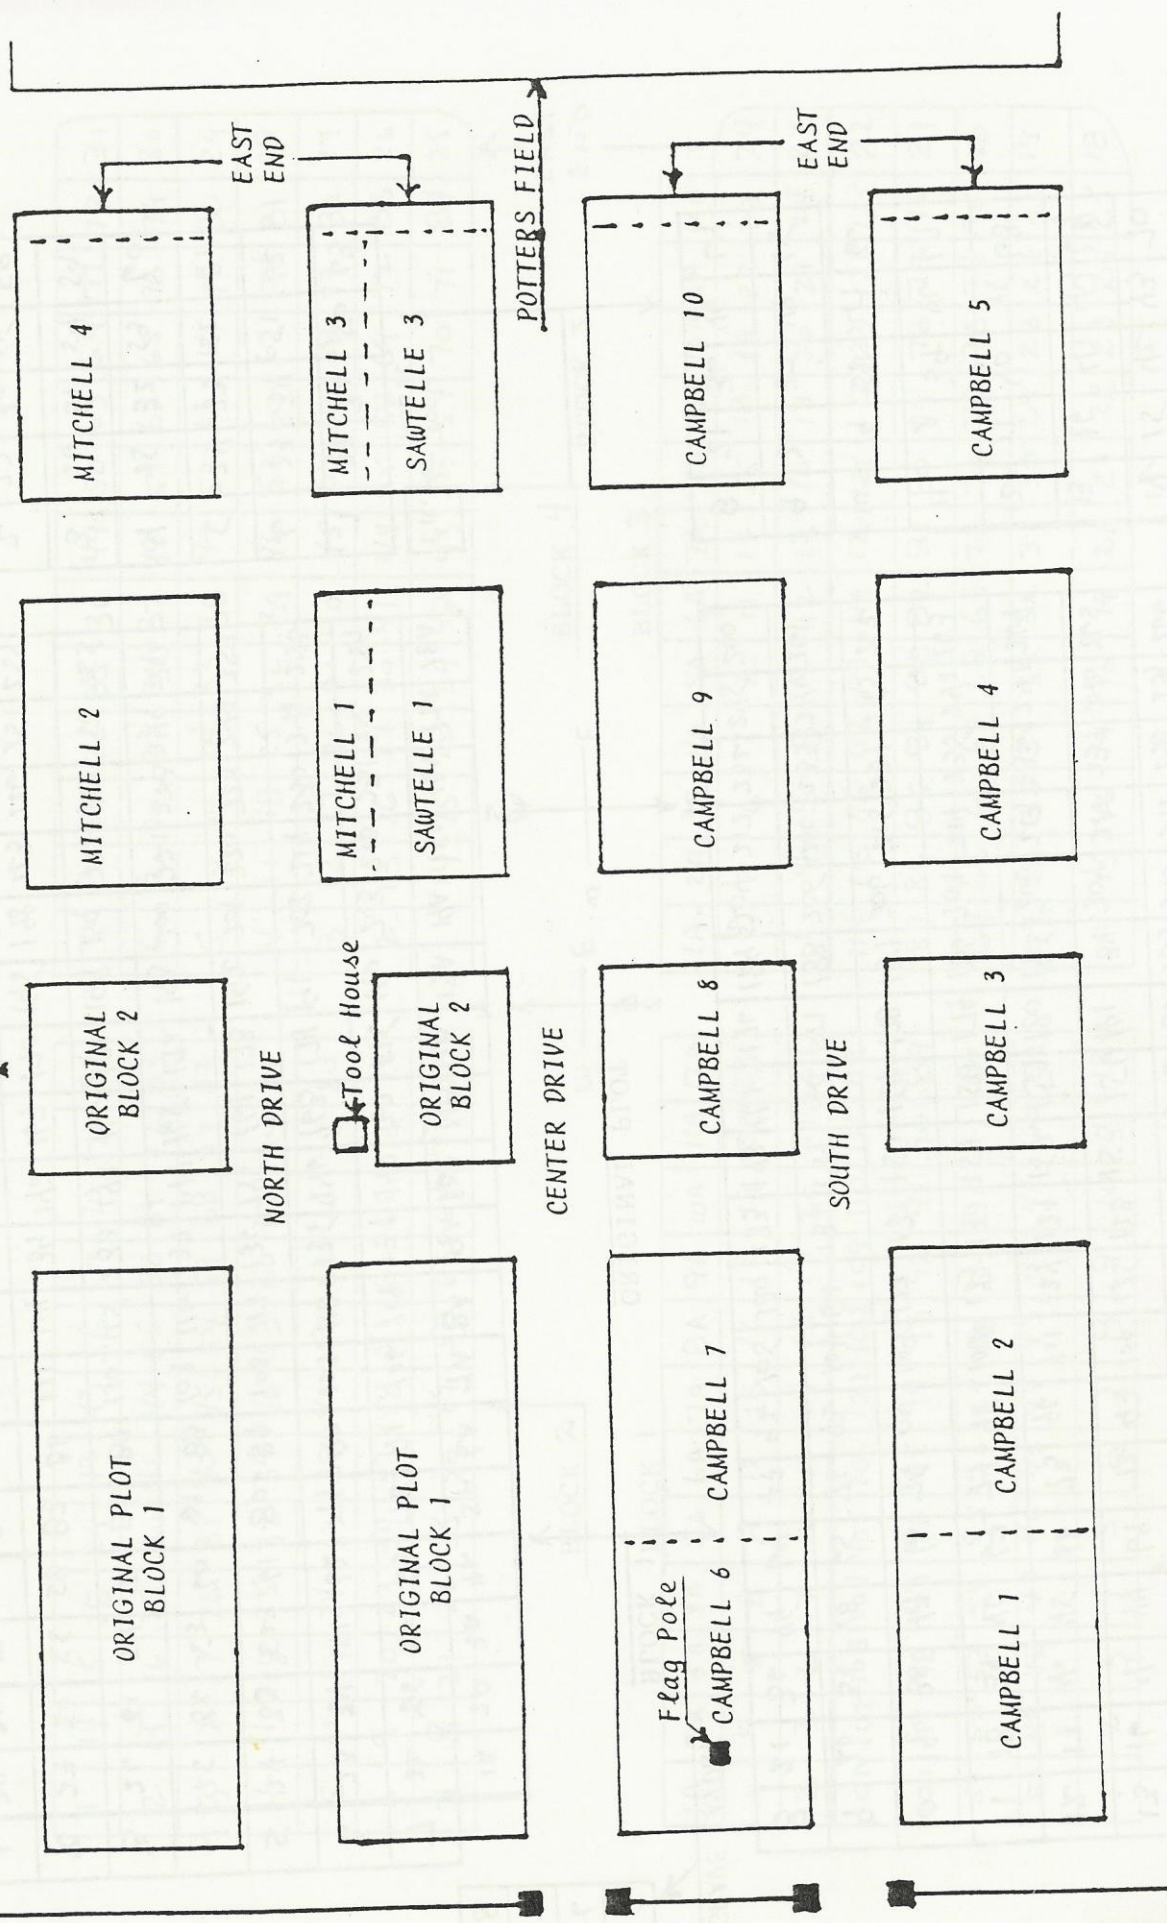 EAST
END
MITCHELL 4
MITCHELL 3
SAWTELLE 3
POTTERS FIELD
EAST
END
CAMPBELL 10
CAMPBELL 5
MITCHELL 2
MITCHELL 1
SAWTELLE 1
CAMPBELL 9
CAMPBELL 4
ORIGINAL
BLOCK 2
NORTH DRIVE
Tool House
ORIGINAL
BLOCK 2
CENTER DRIVE
CAMPBELL 8
SOUTH DRIVE
CAMPBELL 3
ORIGINAL PLOT
BLOCK 1
ORIGINAL PLOT
BLOCK 1
Flag Pole
CAMPBELL 6
CAMPBELL 7
CAMPBELL 1
CAMPBELL 2